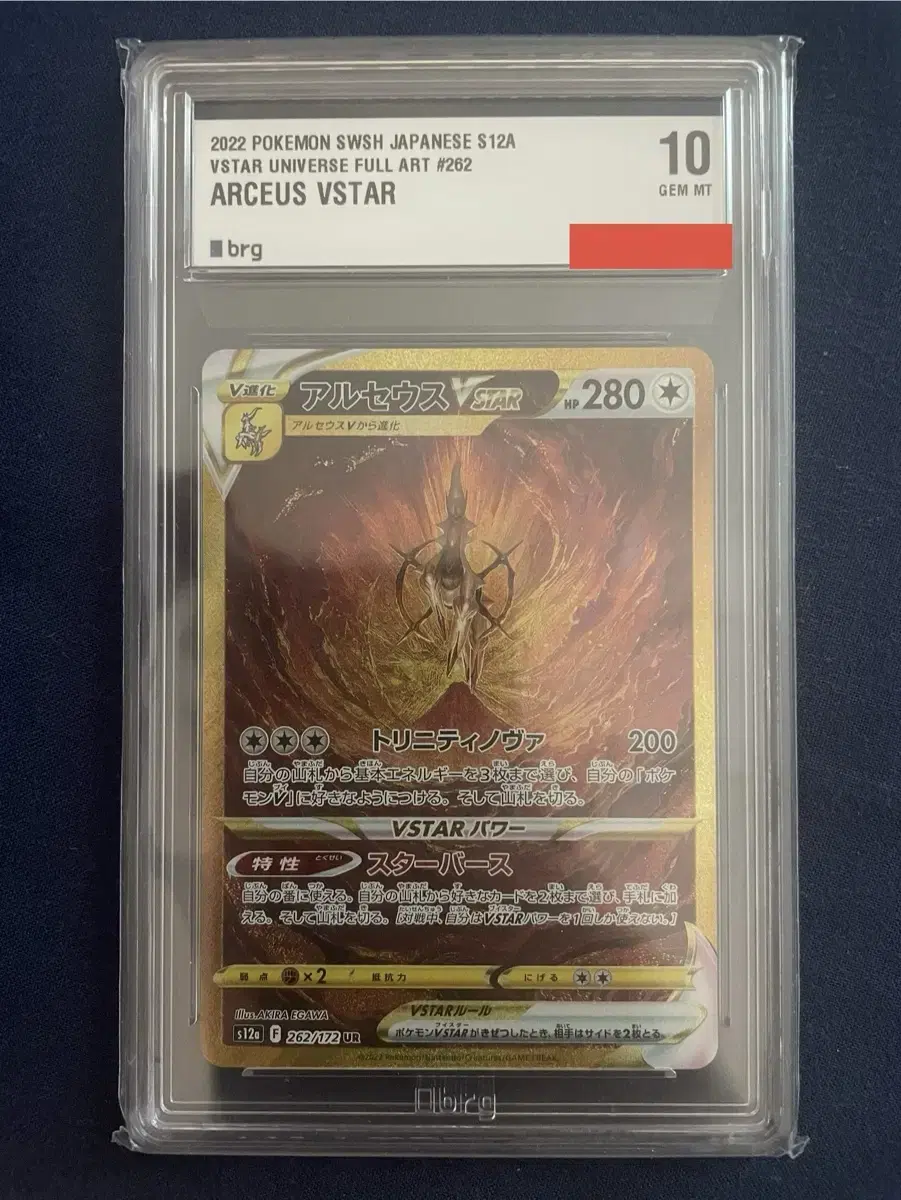 2022 POKEMON SWSH JAPANESE S12A
VSTAR UNIVERSE FULL ART #262
ARCEUS VSTAR
10
GEM MT
brg
V進化
アルセウスVSTAR
HP 280
アルセウスVから進化
トリニティノヴァ 200
自分の山札から基本エネルギーを3枚まで選び、自分の「ポケ
モンV」に好きなようにつける。そして山札を切る。
VSTARパワー
特性 とくせい スターバース
自分の番に使える。自分の山札から好きなカードを2枚まで選び、手札に加
える。そして山札を切る。[対戦中、自分はVSTARパワーを1回しか使えない。]
弱点 ×2 抵抗力 にげる
Illus. AKIRA EGAWA
VSTARルール
ポケモンVSTARがきぜつしたとき、相手はサイドを2枚とる。
s12a F 262/172 UR
©2022 Pokémon/Nintendo/Creatures/GAME FREAK.
brg